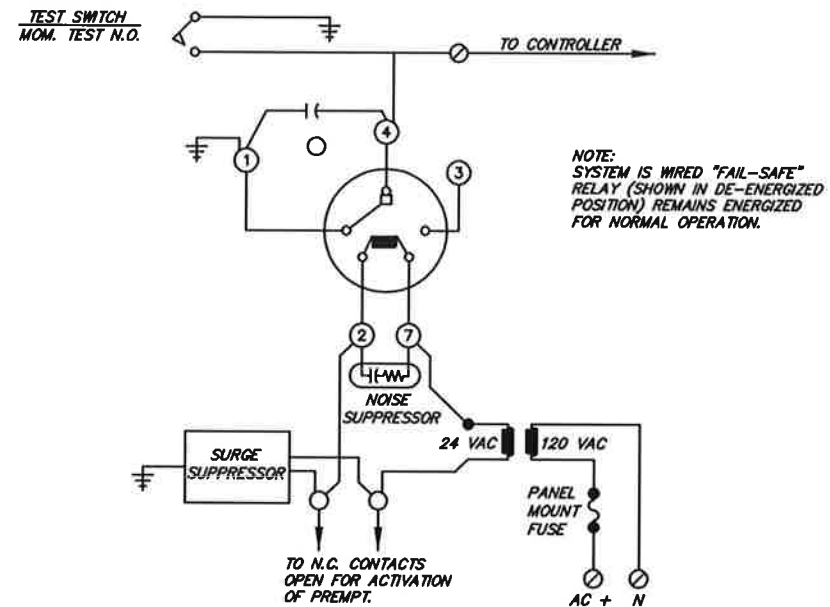 TEST SWITCH
MOM. TEST N.O.
TO CONTROLLER
4
1
3
NOTE:
SYSTEM IS WIRED "FAIL-SAFE"
RELAY (SHOWN IN DE-ENERGIZED
POSITION) REMAINS ENERGIZED
FOR NORMAL OPERATION.
2
7
NOISE
SUPPRESSOR
24 VAC
120 VAC
SURGE
SUPPRESSOR
PANEL
MOUNT
FUSE
TO N.C. CONTACTS
OPEN FOR ACTIVATION
OF PREMPT.
AC +
N